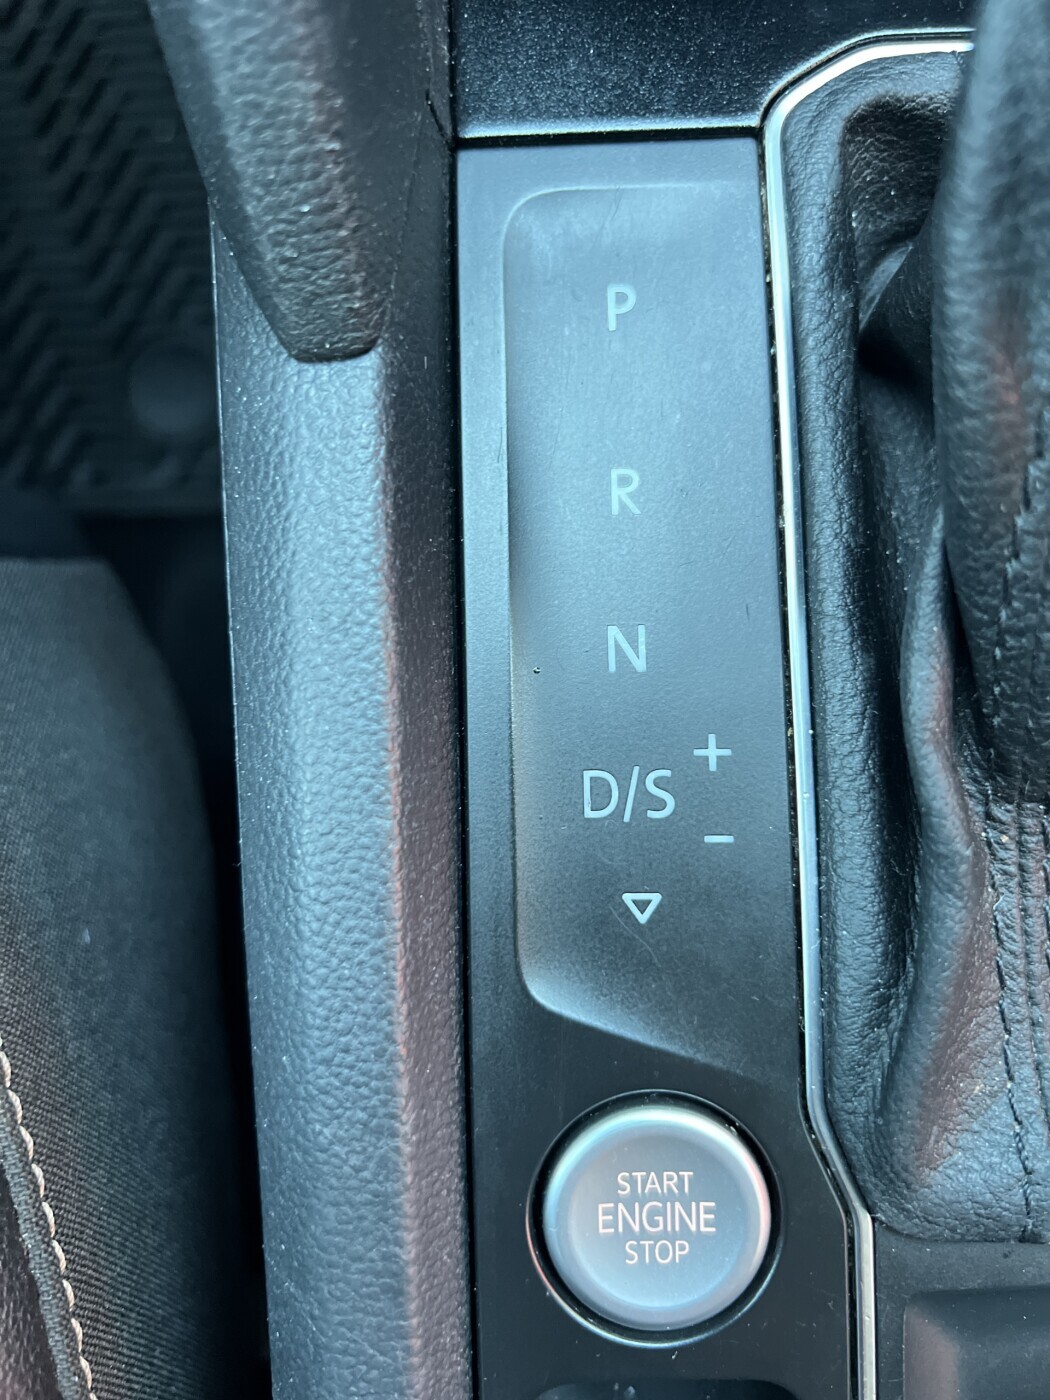 P
R
N
D/S + −
START
ENGINE
STOP